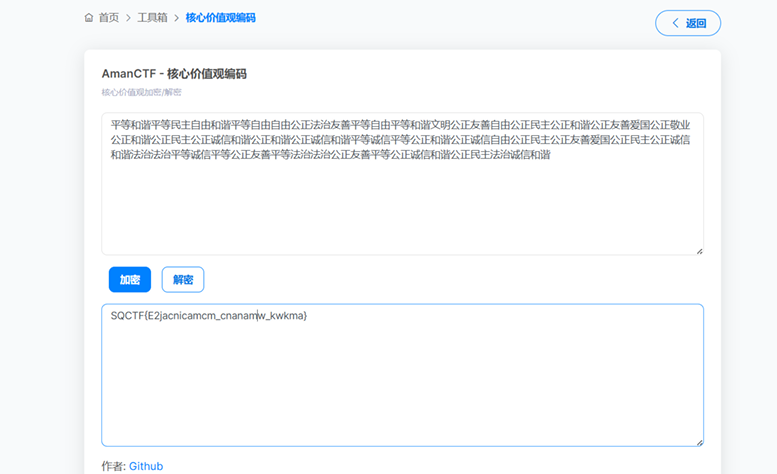 首页 > 工具箱 > 核心价值观编码
返回
AmanCTF - 核心价值观编码
核心价值观加密/解密
平等和谐平等民主自由和谐平等自由自由公正法治友善平等自由平等和谐文明公正友善自由公正民主公正和谐公正友善爱国公正敬业
公正和谐公正民主公正诚信和谐公正和谐公正诚信和谐平等诚信平等公正和谐公正诚信自由公正民主公正友善爱国公正民主公正诚信
和谐法治法治平等诚信平等公正友善平等法治法治公正友善平等公正诚信和谐公正民主法治诚信和谐
加密
解密
SQCTF{E2jacnicamcm_cnanamw_kwkma}
作者: Github